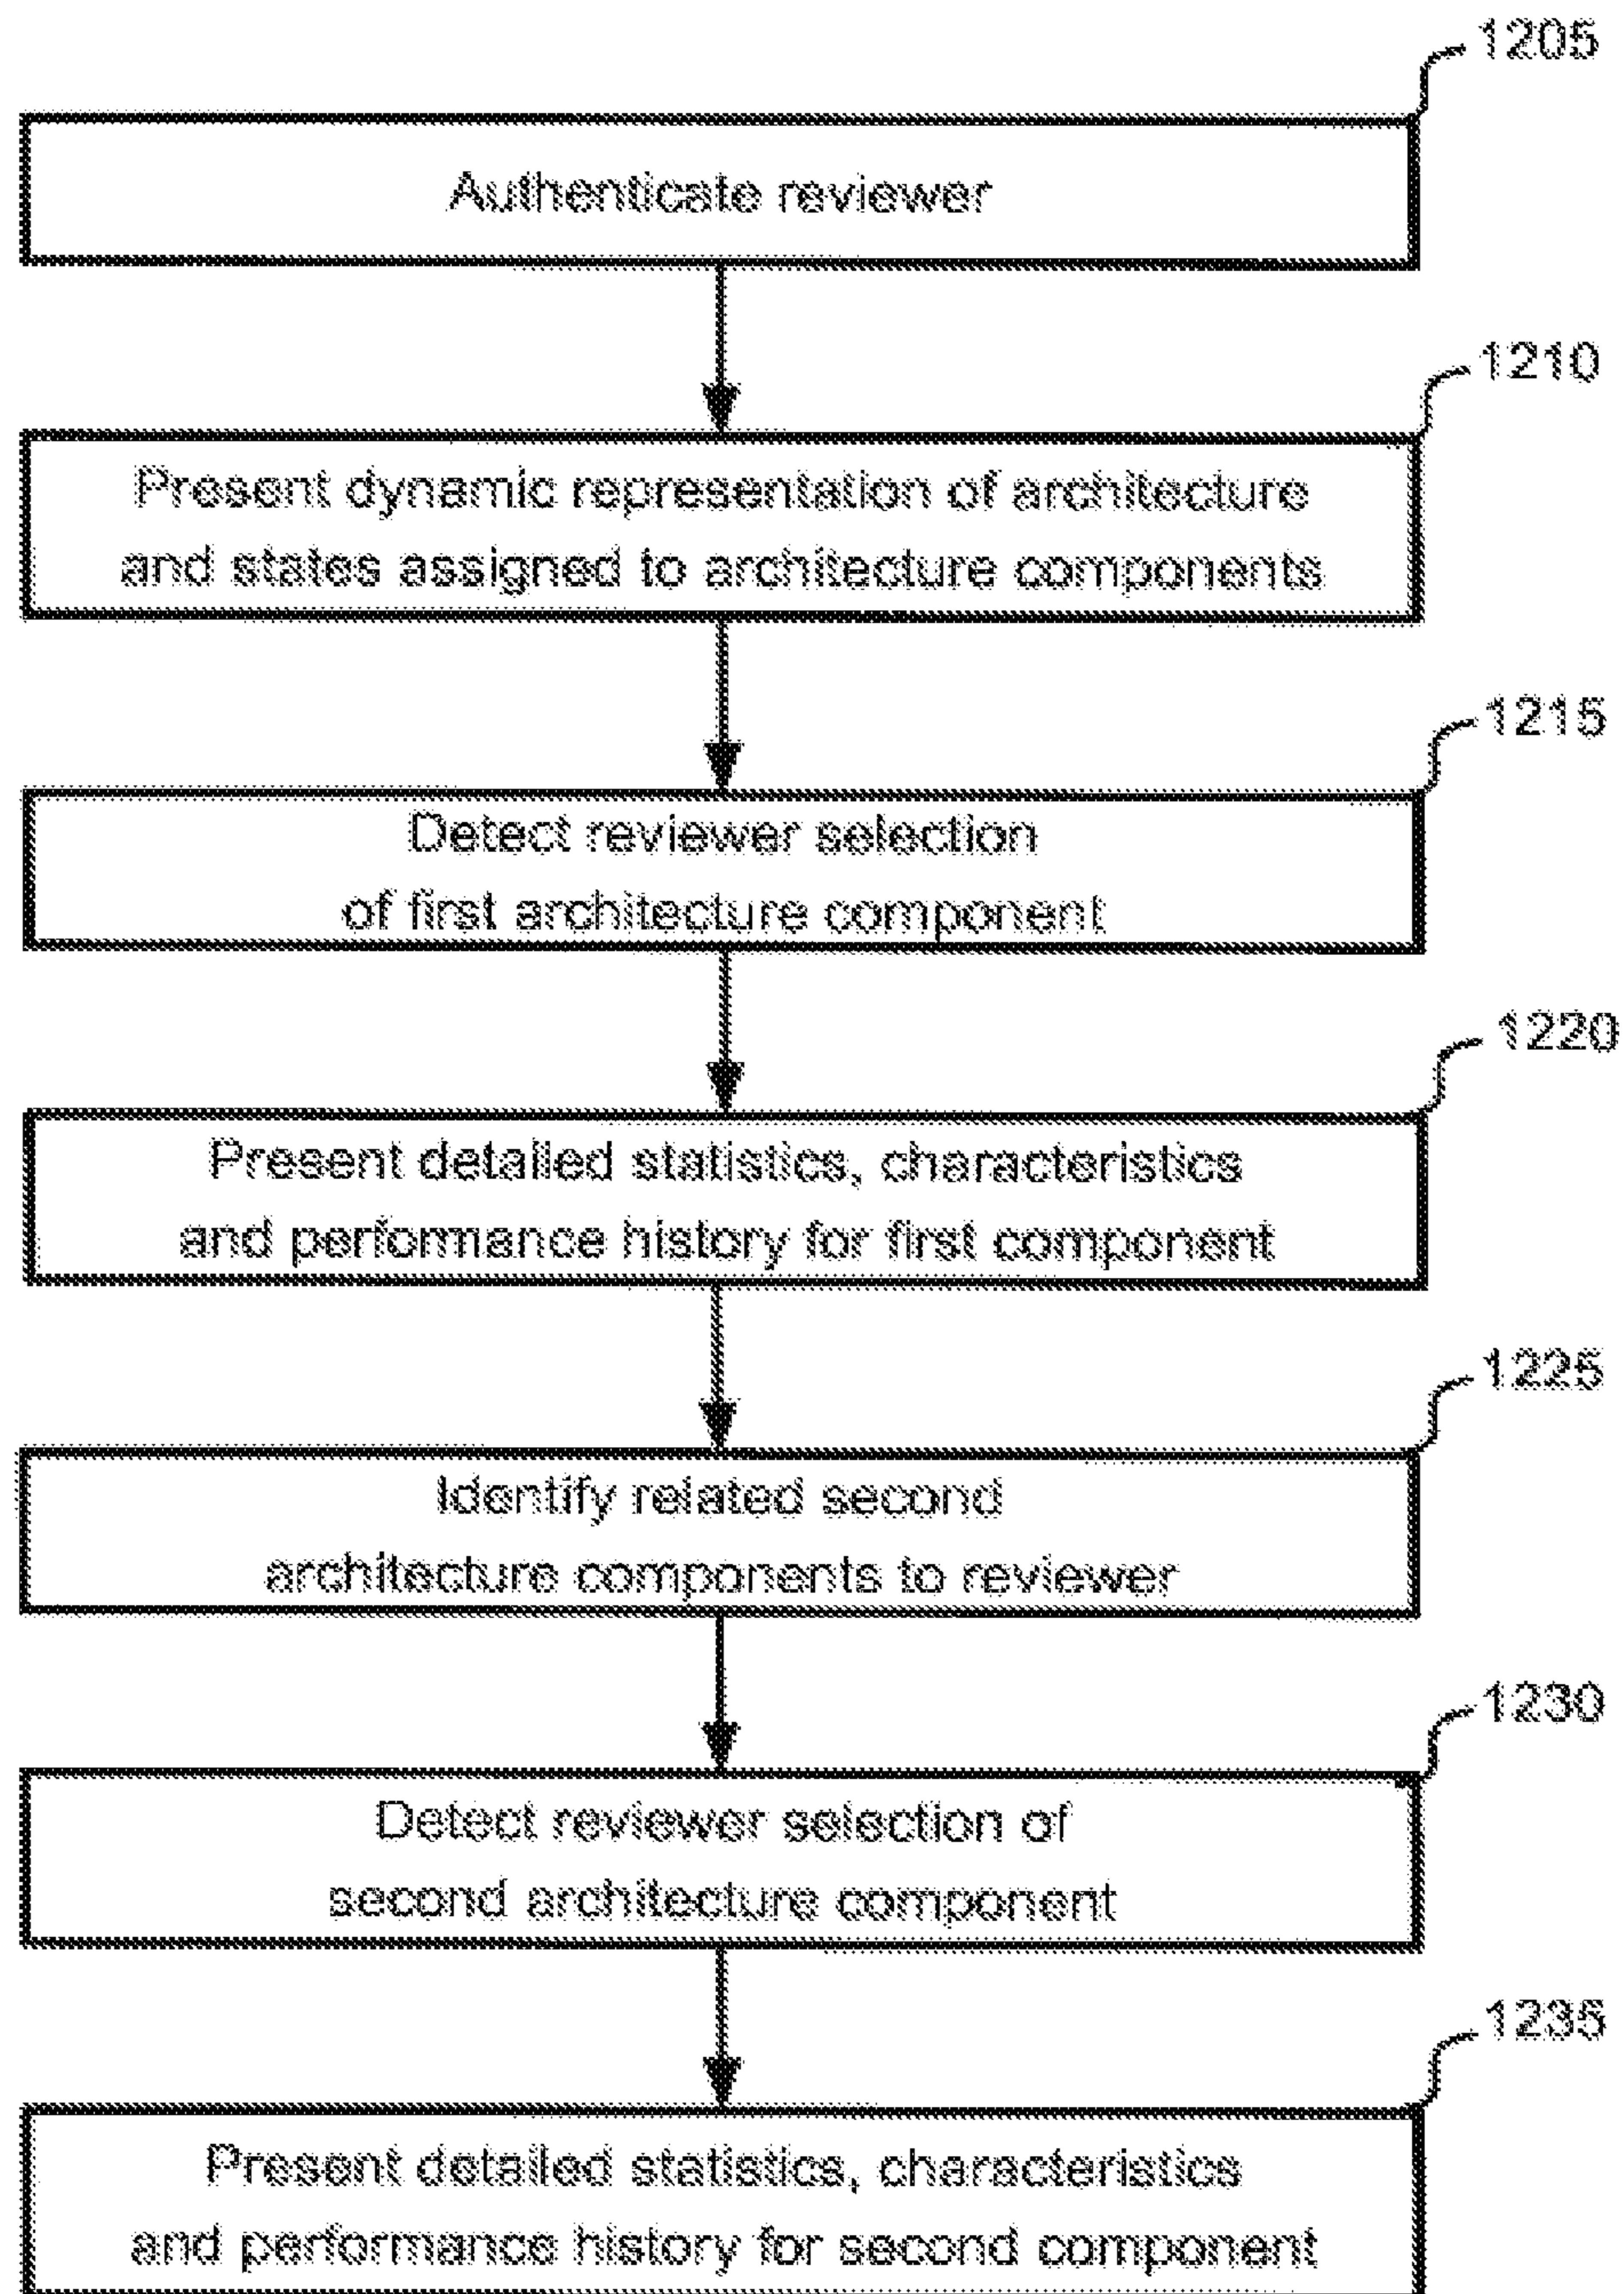 1205
Authenticate reviewer
1210
Present dynamic representation of architecture
and states assigned to architecture components
1215
Detect reviewer selection
of first architecture component
1220
Present detailed statistics, characteristics
and performance history for first component
1225
Identify related second
architecture components to reviewer
1230
Detect reviewer selection of
second architecture component
1235
Present detailed statistics, characteristics
and performance history for second component